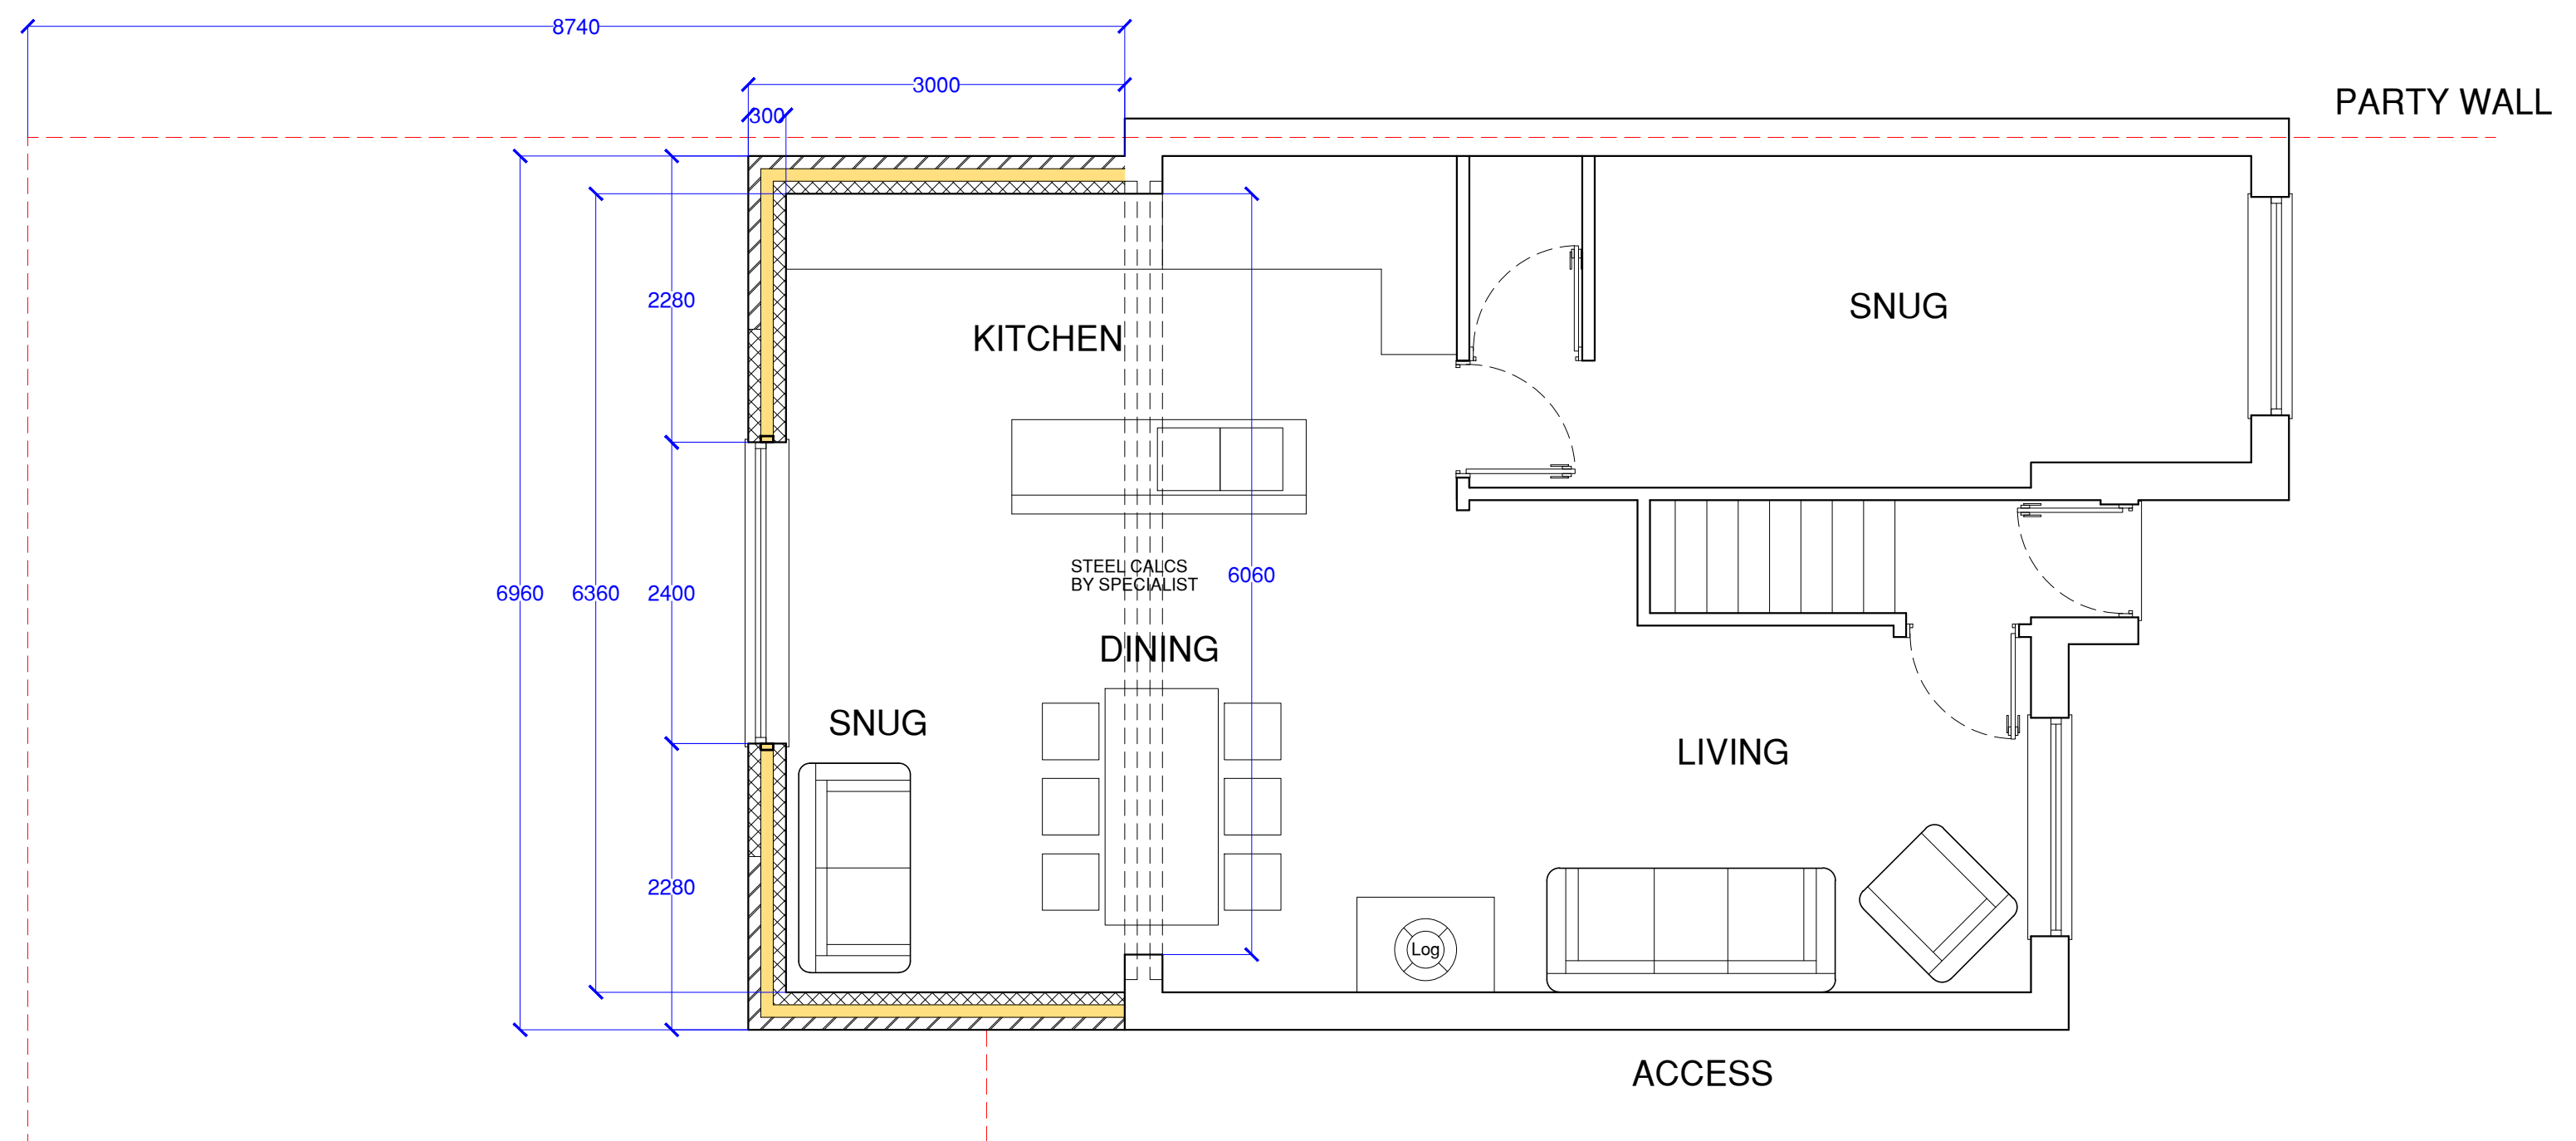 8740
3000
300
PARTY WALL
2280
SNUG
KITCHEN
STEEL CALCS
BY SPECIALIST
6060
6960
6360
2400
DINING
SNUG
LIVING
2280
Log
ACCESS